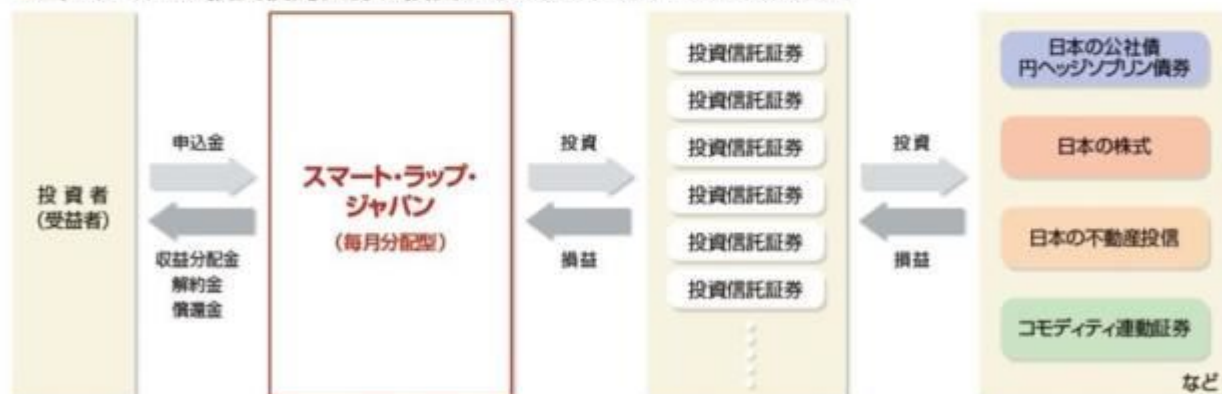 投資者
(受益者)
申込金
収益分配金
解約金
償還金
スマート・ラップ・
ジャパン
(毎月分配型)
投資
損益
投資信託証券
投資信託証券
投資信託証券
投資信託証券
投資信託証券
投資信託証券
投資
損益
日本の公社債
円ヘッジソブリン債券
日本の株式
日本の不動産投信
コモディティ連動証券
など